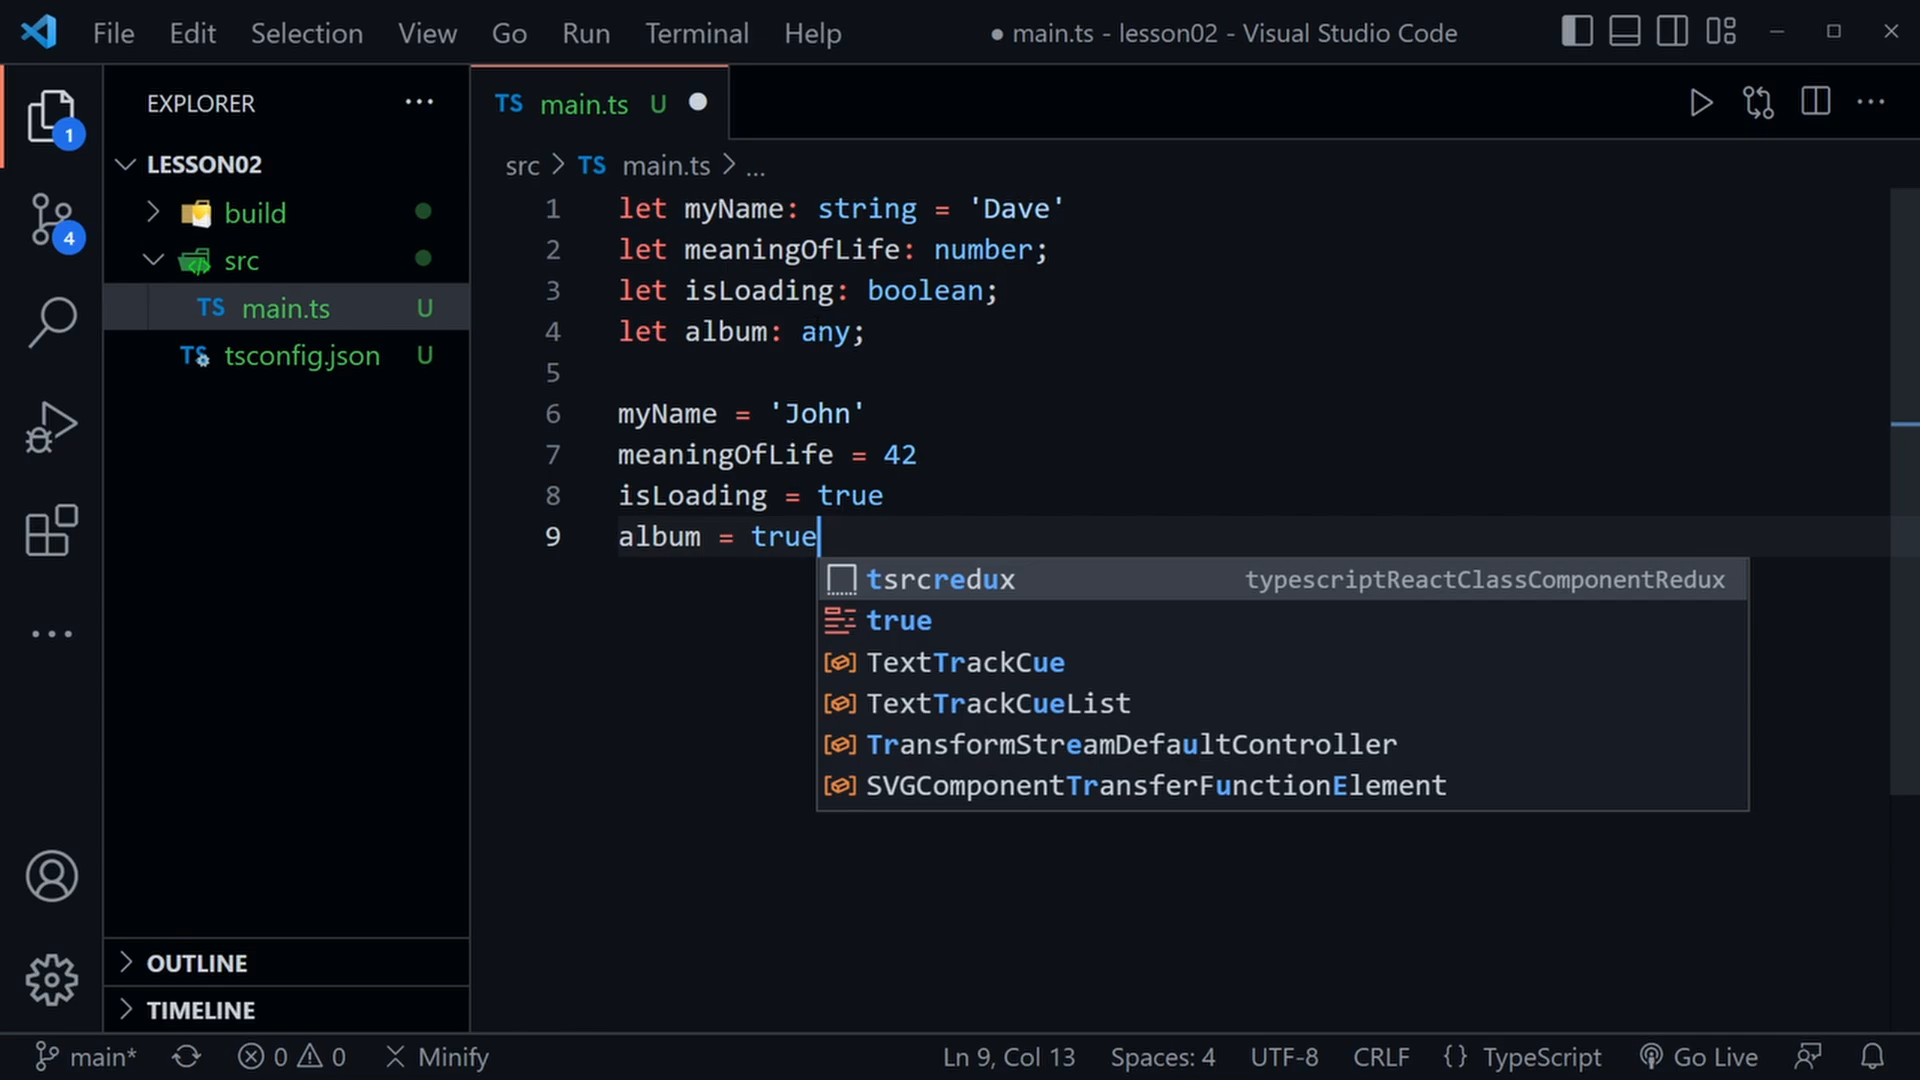 File Edit Selection View Go Run Terminal Help ● main.ts - lesson02 - Visual Studio Code
EXPLORER ...
TS main.ts U
1
LESSON02
src > TS main.ts > ...
build
src
4
TS main.ts U
TS tsconfig.json U
1 let myName: string = 'Dave'
2 let meaningOfLife: number;
3 let isLoading: boolean;
4 let album: any;
5
6 myName = 'John'
7 meaningOfLife = 42
8 isLoading = true
9 album = true
tsrcredux typescriptReactClassComponentRedux
true
TextTrackCue
TextTrackCueList
TransformStreamDefaultController
SVGComponentTransferFunctionElement
OUTLINE
TIMELINE
main* 0 0 Minify Ln 9, Col 13 Spaces: 4 UTF-8 CRLF {} TypeScript Go Live